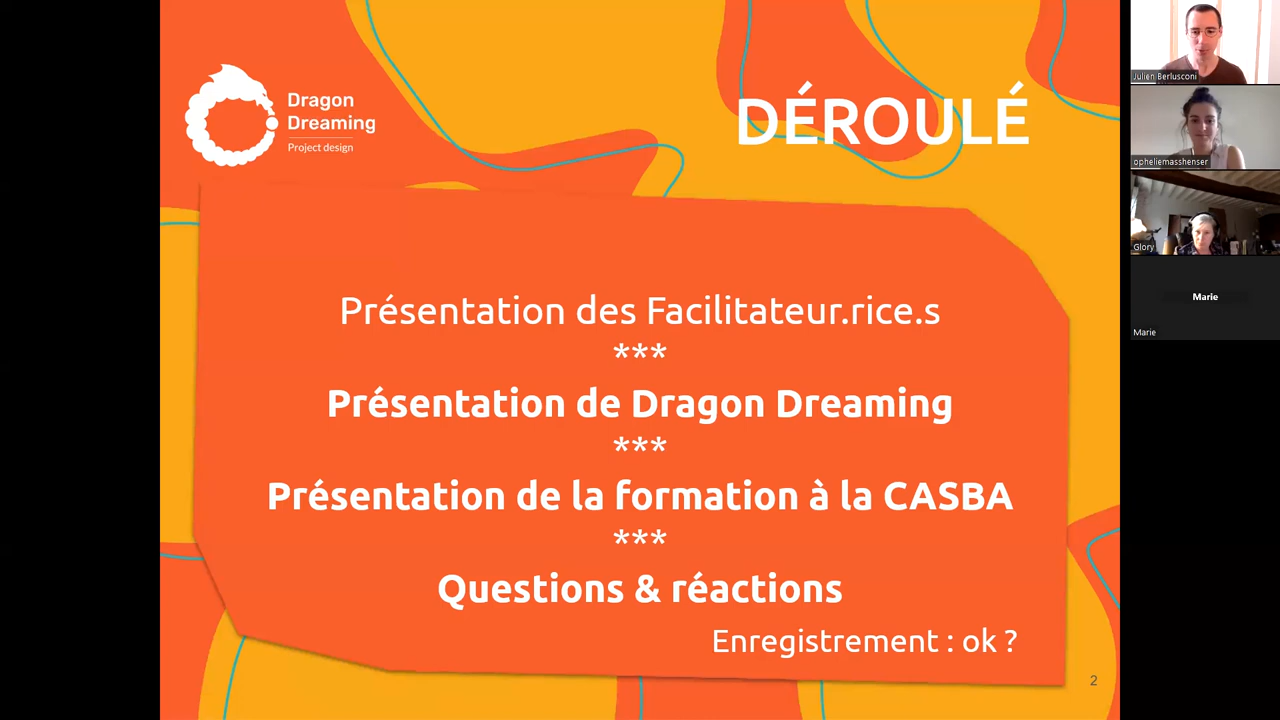 Dragon
Dreaming
Project design
DÉROULÉ
Présentation des Facilitateur.rice.s
***
Présentation de Dragon Dreaming
***
Présentation de la formation à la CASBA
***
Questions & réactions
Enregistrement : ok ?
2
Julien Berlusconi
opheliemasshenser
Glory
Marie
Marie